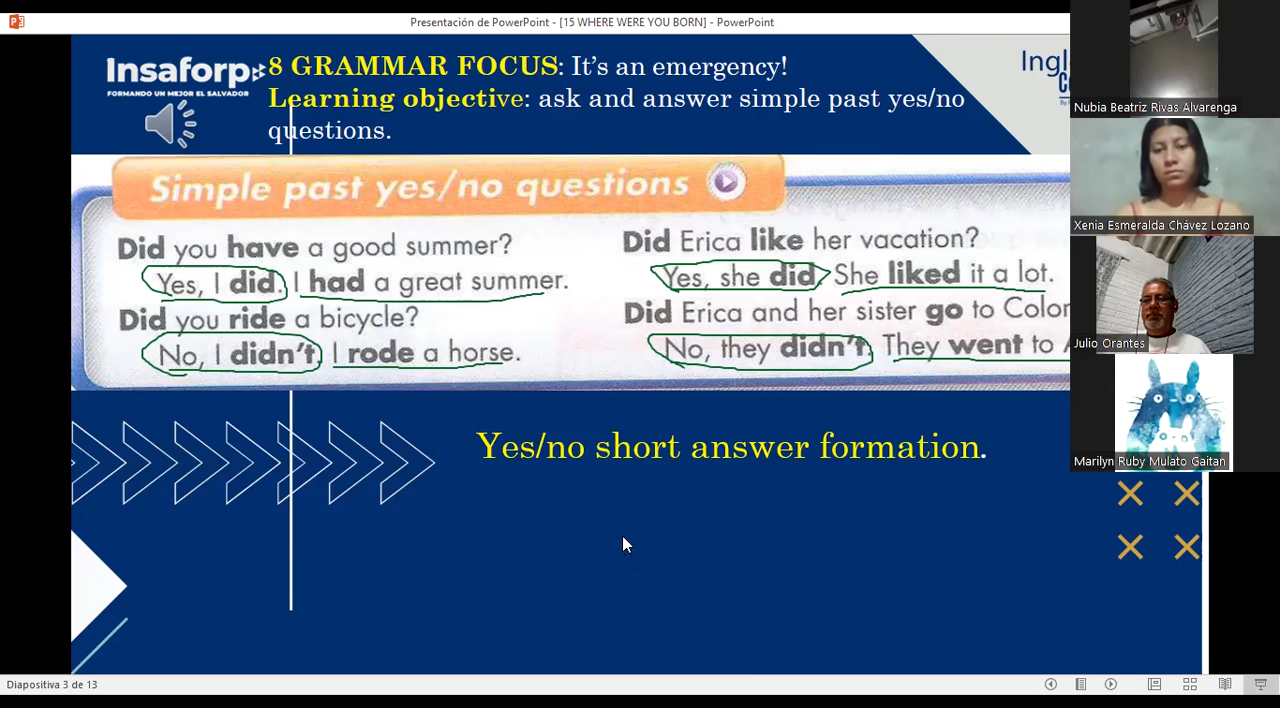 Presentación de PowerPoint - [15 WHERE WERE YOU BORN] - PowerPoint
Insaforp
FORMANDO UN MEJOR EL SALVADOR
8 GRAMMAR FOCUS: It's an emergency!
Learning objective: ask and answer simple past yes/no
questions.
Ingl
Simple past yes/no questions
Did you have a good summer?
Yes, I did. I had a great summer.
Did you ride a bicycle?
No, I didn't. I rode a horse.
Did Erica like her vacation?
Yes, she did. She liked it a lot.
Did Erica and her sister go to Color
No, they didn't. They went to
Yes/no short answer formation.
Nubia Beatriz Rivas Alvarenga
Xenia Esmeralda Chávez Lozano
Julio Orantes
Marilyn Ruby Mulato Gaitan
Diapositiva 3 de 13